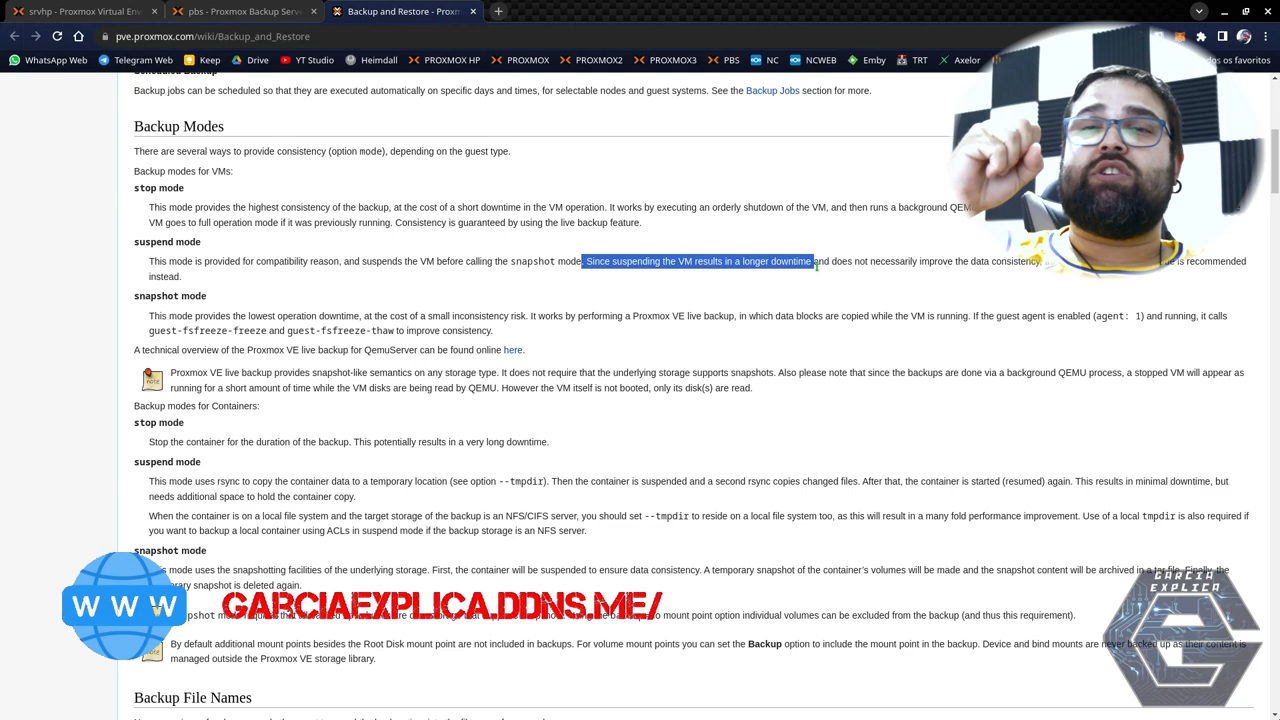 srvhp - Proxmox Virtual Env
pbs - Proxmox Backup Serv
Backup and Restore - Proxm
pve.proxmox.com/wiki/Backup_and_Restore
WhatsApp Web
Telegram Web
Keep
Drive
YT Studio
Heimdall
PROXMOX HP
PROXMOX
PROXMOX2
PROXMOX3
PBS
NC
NCWEB
Emby
TRT
Axelor
os favoritos
Scheduled Backup
Backup jobs can be scheduled so that they are executed automatically on specific days and times, for selectable nodes and guest systems. See the Backup Jobs section for more.
Backup Modes
There are several ways to provide consistency (option mode), depending on the guest type.
Backup modes for VMs:
stop mode
This mode provides the highest consistency of the backup, at the cost of a short downtime in the VM operation. It works by executing an orderly shutdown of the VM, and then runs a background QEM
VM goes to full operation mode if it was previously running. Consistency is guaranteed by using the live backup feature.
suspend mode
This mode is provided for compatibility reason, and suspends the VM before calling the snapshot mode. Since suspending the VM results in a longer downtime and does not necessarily improve the data consistency, is recommended
instead.
snapshot mode
This mode provides the lowest operation downtime, at the cost of a small inconsistency risk. It works by performing a Proxmox VE live backup, in which data blocks are copied while the VM is running. If the guest agent is enabled (agent: 1) and running, it calls
guest-fsfreeze-freeze and guest-fsfreeze-thaw to improve consistency.
A technical overview of the Proxmox VE live backup for QemuServer can be found online here.
NOTE
Proxmox VE live backup provides snapshot-like semantics on any storage type. It does not require that the underlying storage supports snapshots. Also please note that since the backups are done via a background QEMU process, a stopped VM will appear as
running for a short amount of time while the VM disks are being read by QEMU. However the VM itself is not booted, only its disk(s) are read.
Backup modes for Containers:
stop mode
Stop the container for the duration of the backup. This potentially results in a very long downtime.
suspend mode
This mode uses rsync to copy the container data to a temporary location (see option --tmpdir). Then the container is suspended and a second rsync copies changed files. After that, the container is started (resumed) again. This results in minimal downtime, but
needs additional space to hold the container copy.
When the container is on a local file system and the target storage of the backup is an NFS/CIFS server, you should set --tmpdir to reside on a local file system too, as this will result in a many fold performance improvement. Use of a local tmpdir is also required if
you want to backup a local container using ACLs in suspend mode if the backup storage is an NFS server.
snapshot mode
mode uses the snapshotting facilities of the underlying storage. First, the container will be suspended to ensure data consistency. A temporary snapshot of the container's volumes will be made and the snapshot content will be archived in a tar file. Finally, the
snapshot is deleted again.
mount point option individual volumes can be excluded from the backup (and thus this requirement).
WWW
GARCIAEXPLICA.DDNS.ME/
GARCIA
EXPLICA
By default additional mount points besides the Root Disk mount point are not included in backups. For volume mount points you can set the Backup option to include the mount point in the backup. Device and bind mounts are never backed up as their content is
managed outside the Proxmox VE storage library.
Backup File Names